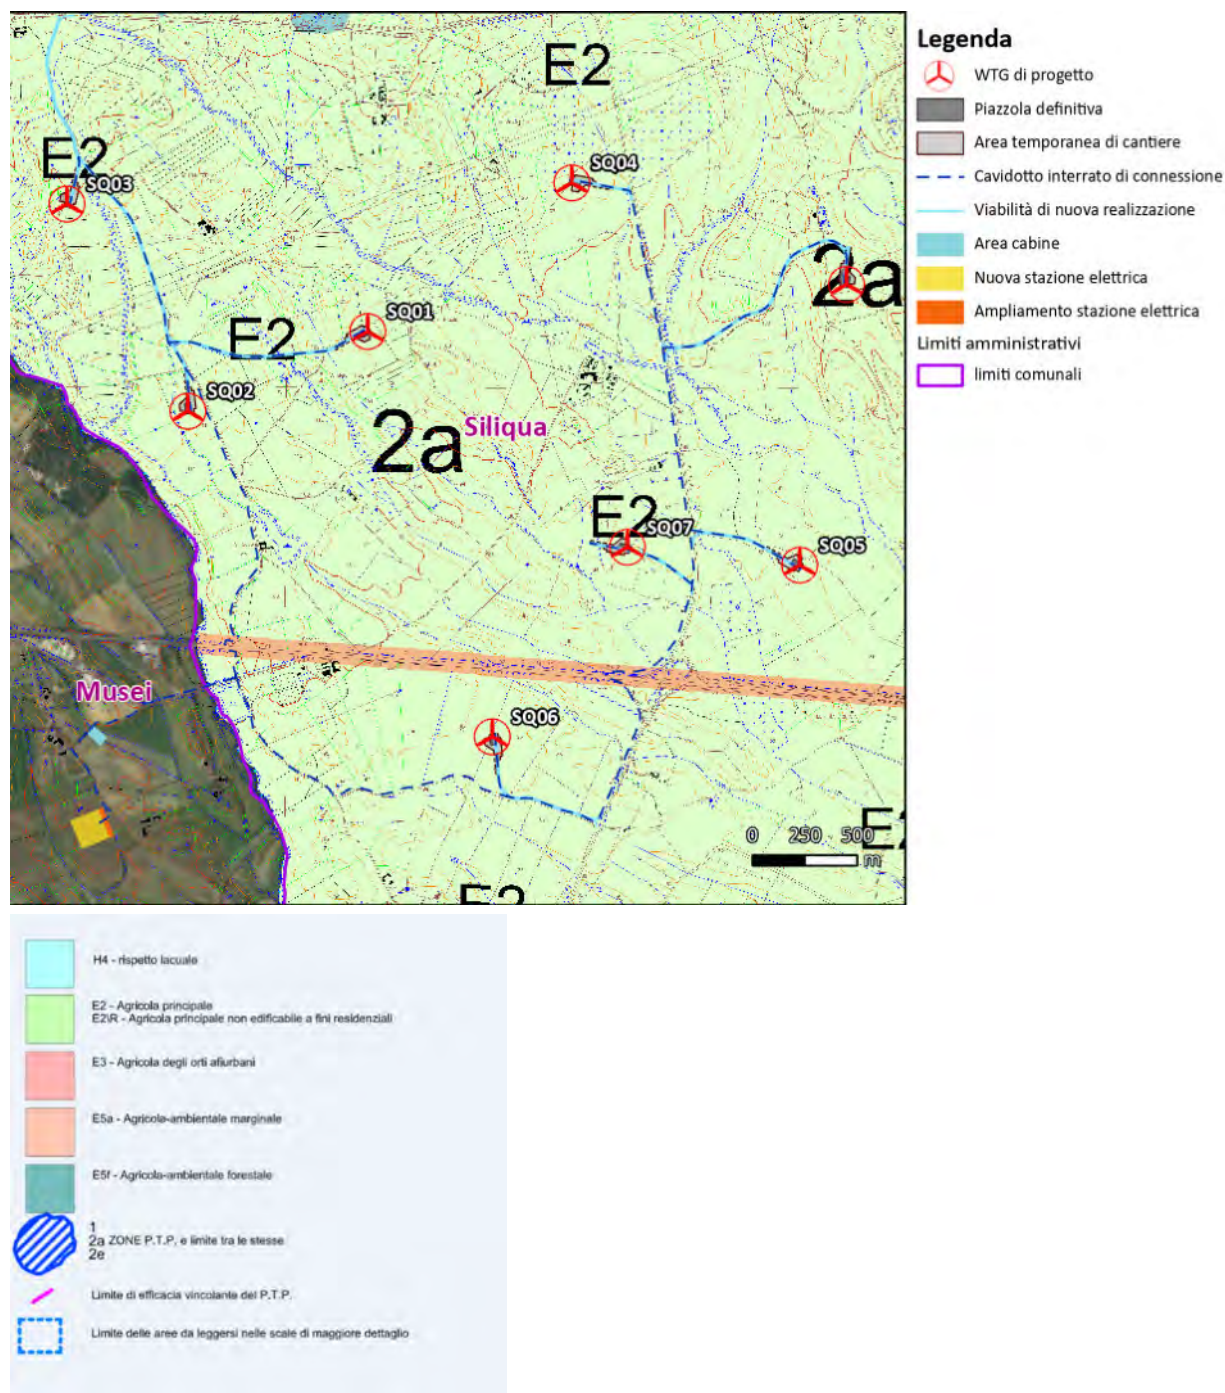 E2
E2
SQ03
SQ04
2a
SQ01
E2
SQ02
2a
Siliqua
E2
SQ07
SQ05
Musei
SQ06
0 250 500
m
E2
E2
Legenda
WTG di progetto
Piazzola definitiva
Area temporanea di cantiere
Cavidotto interrato di connessione
Viabilità di nuova realizzazione
Area cabine
Nuova stazione elettrica
Ampliamento stazione elettrica
Limiti amministrativi
limiti comunali
H4 - rispetto lacuale
E2 - Agricola principale
E2\R - Agricola principale non edificabile a fini residenziali
E3 - Agricola degli orti afiurbani
E5a - Agricola-ambientale marginale
E5f - Agricola-ambientale forestale
1
2a ZONE P.T.P. e limite tra le stesse
2e
Limite di efficacia vincolante del P.T.P.
Limite delle aree da leggersi nelle scale di maggiore dettaglio